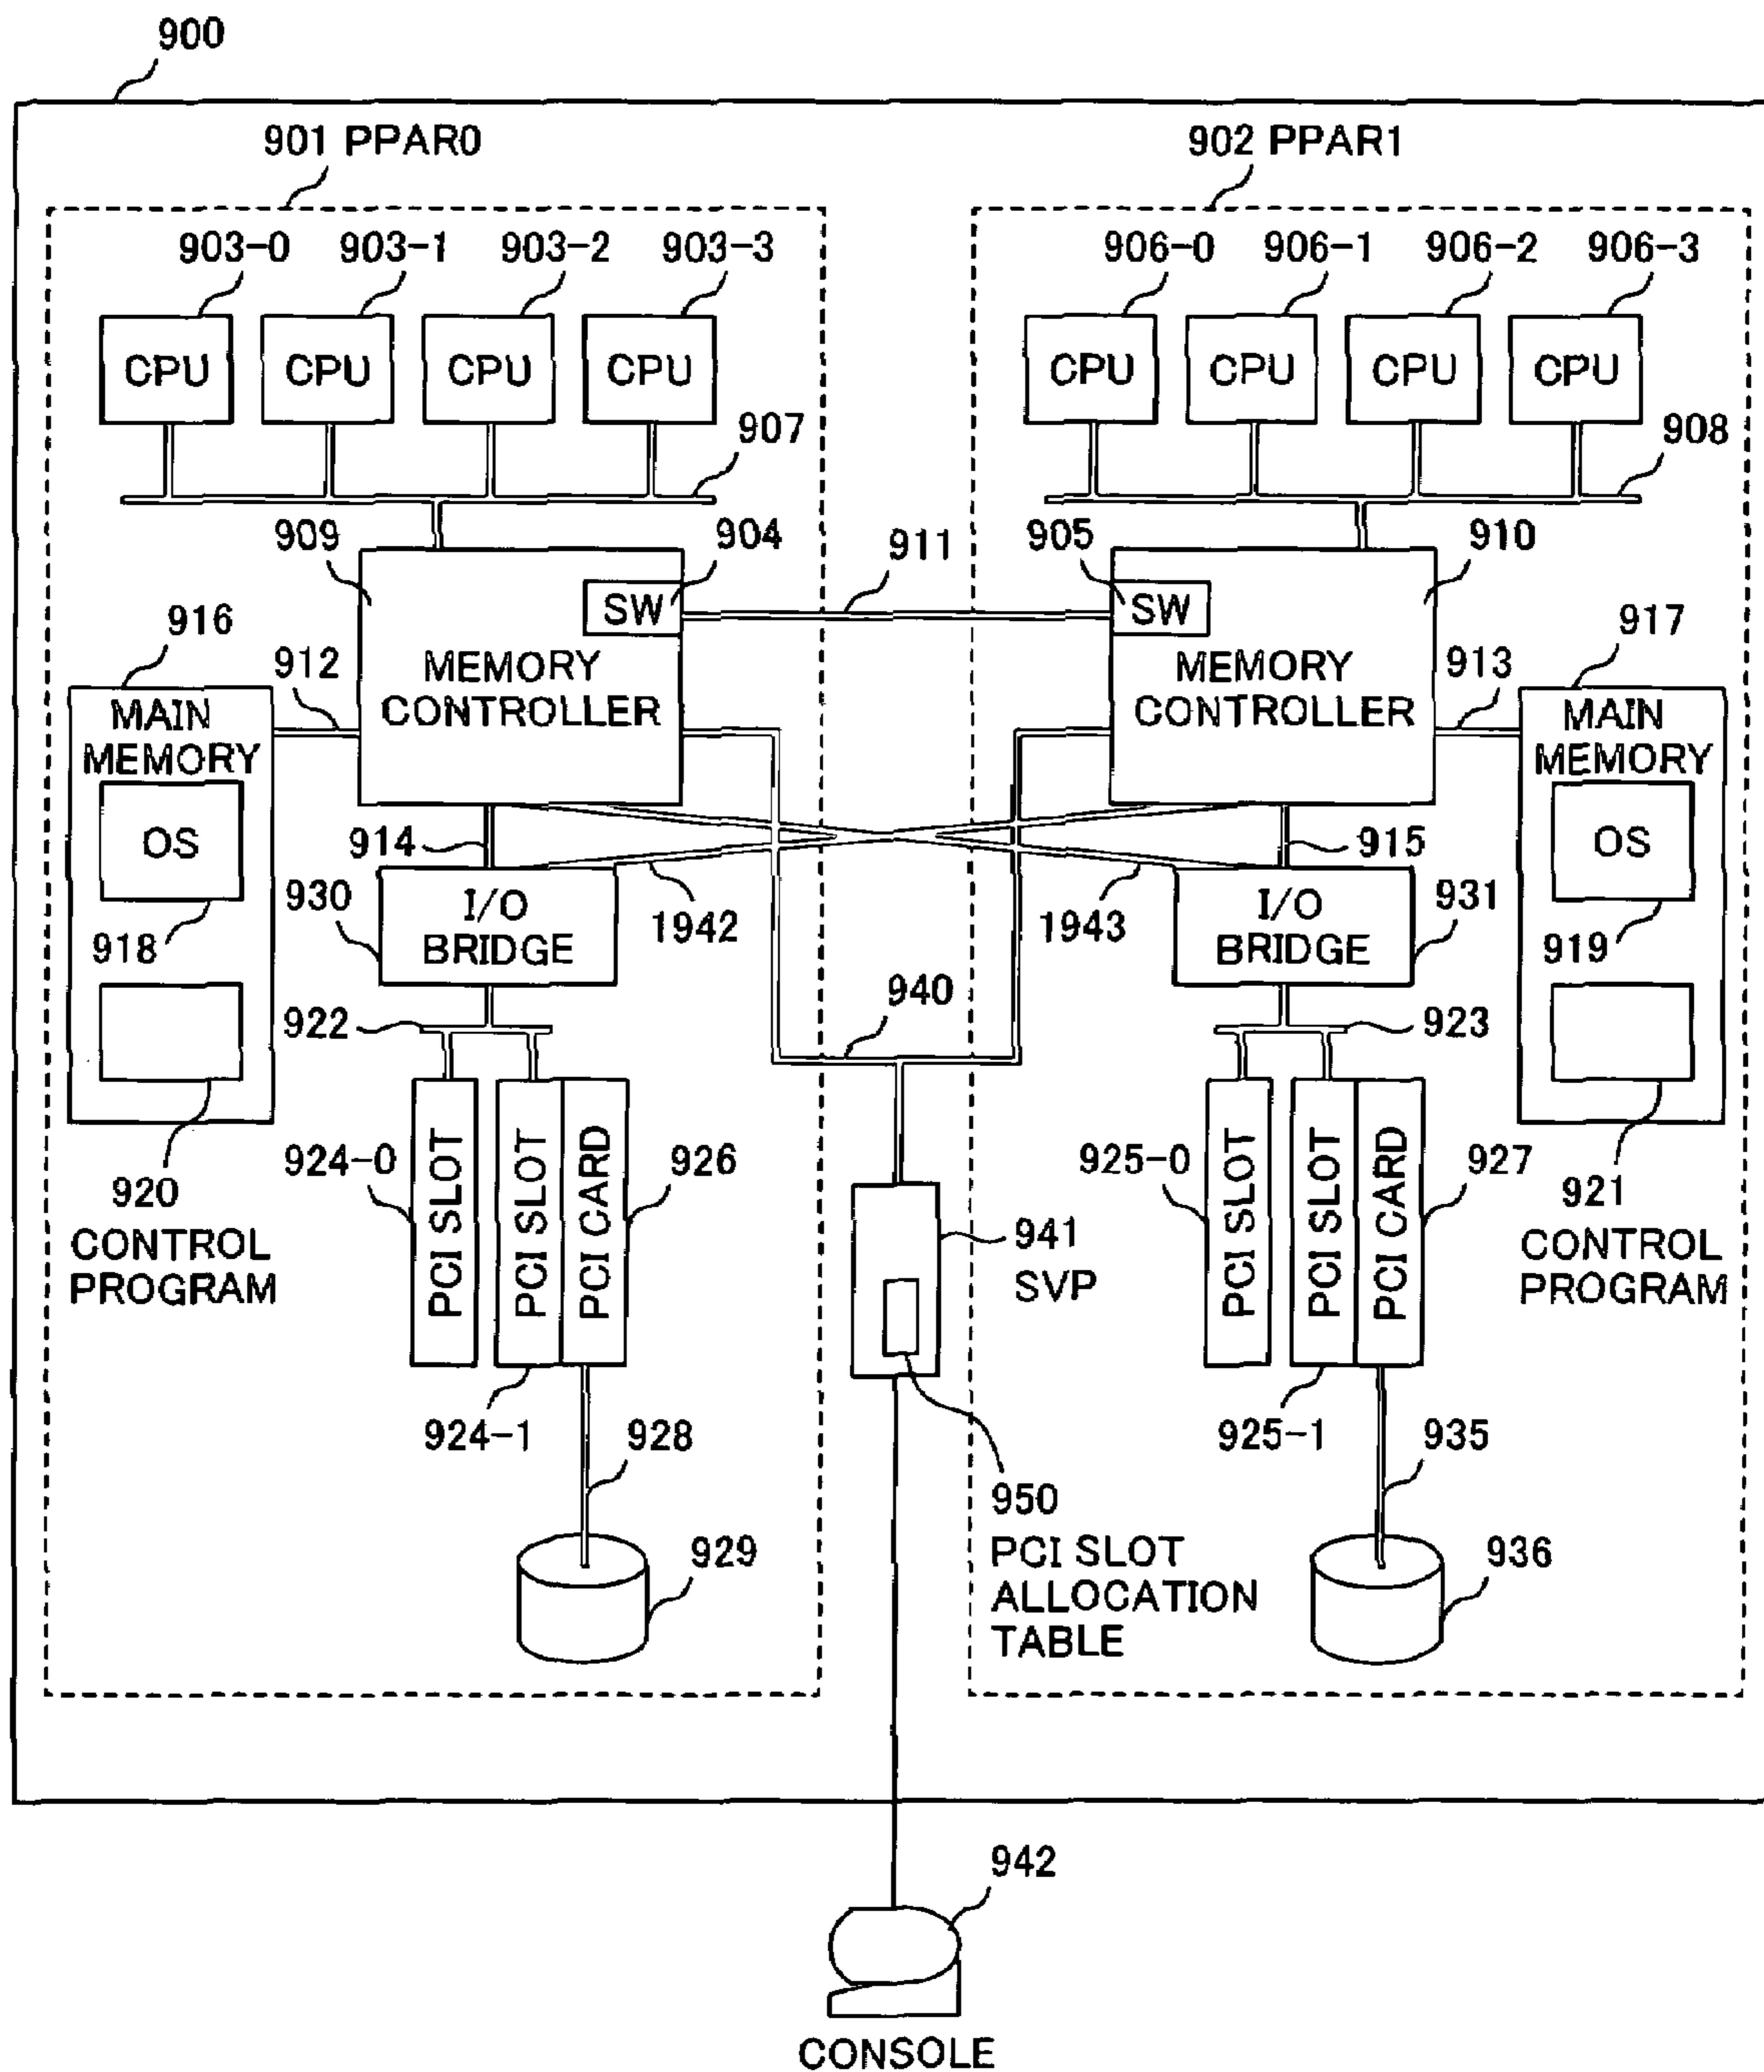 900
901 PPAR0
902 PPAR1
903-0 903-1 903-2 903-3
906-0 906-1 906-2 906-3
CPU CPU CPU CPU
CPU CPU CPU CPU
907
908
909
904
911
905
910
SW
SW
916
917
912
MEMORY
CONTROLLER
MEMORY
CONTROLLER
913
MAIN
MEMORY
MAIN
MEMORY
OS
OS
914
915
930
I/O
BRIDGE
1942
1943
I/O
BRIDGE
931
918
919
940
922
923
924-0
PCI SLOT
PCI SLOT
PCI CARD
926
925-0
PCI SLOT
PCI SLOT
PCI CARD
927
920
CONTROL
PROGRAM
921
CONTROL
PROGRAM
941
SVP
924-1
928
925-1
935
950
PCI SLOT
ALLOCATION
TABLE
929
936
942
CONSOLE